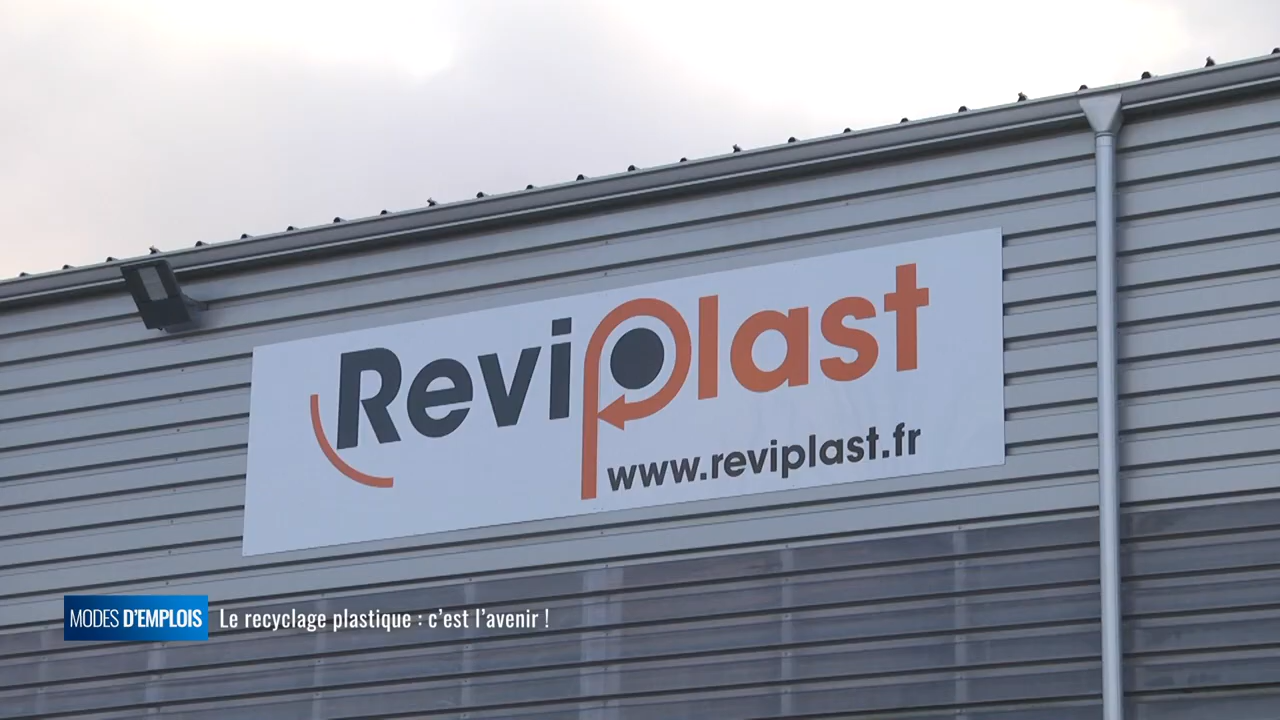 Reviplast
www.reviplast.fr
MODES D'EMPLOIS Le recyclage plastique : c'est l'avenir !